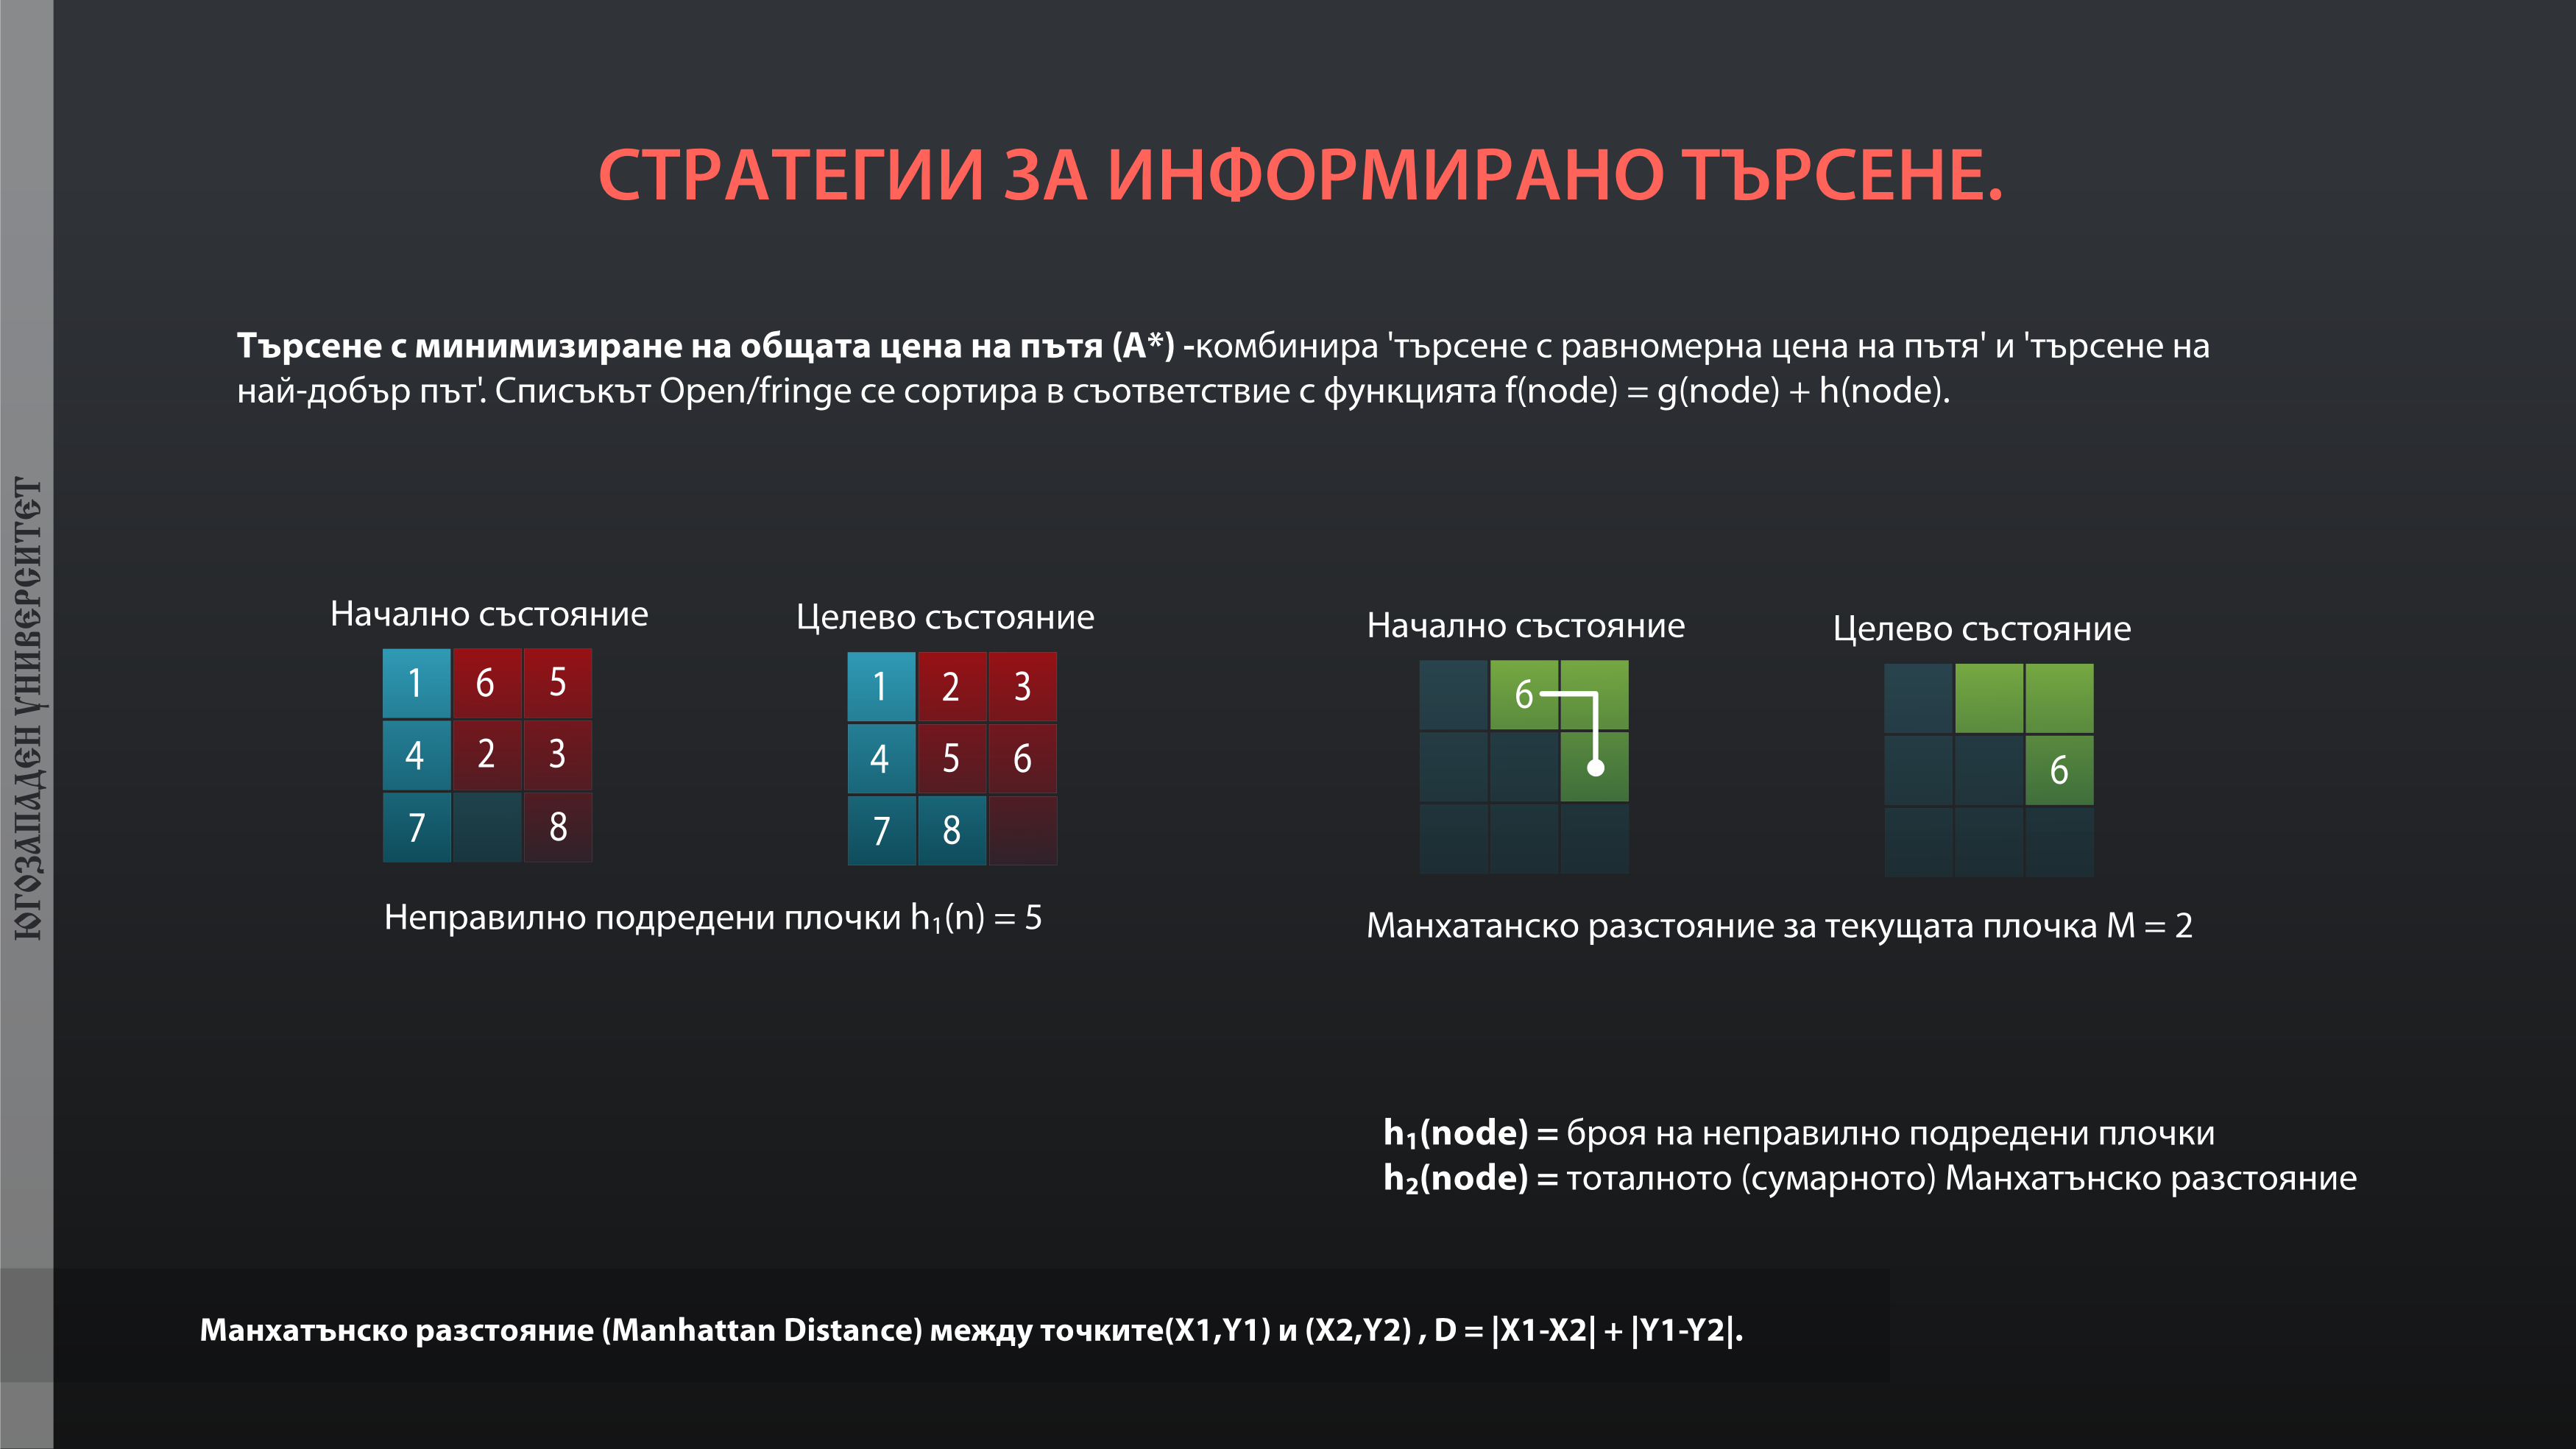 СТРАТЕГИИ ЗА ИНФОРМИРАНО ТЪРСЕНЕ.
Търсене с минимизиране на общата цена на пътя (A*) -комбинира 'търсене с равномерна цена на пътя' и 'търсене на
най-добър път'. Списъкът Open/fringe се сортира в съответствие с функцията f(node) = g(node) + h(node).
ЮГОЗАПАДЕН УНИВЕРСИТЕТ
Начално състояние
1 6 5
4 2 3
7 8
Целево състояние
1 2 3
4 5 6
7 8
Неправилно подредени плочки h₁(n) = 5
Начално състояние
6
Целево състояние
6
Манхатанско разстояние за текущата плочка M = 2
h₁(node) = броя на неправилно подредени плочки
h₂(node) = тоталното (сумарното) Манхатънско разстояние
Манхатънско разстояние (Manhattan Distance) между точките(X1,Y1) и (X2,Y2) , D = |X1-X2| + |Y1-Y2|.